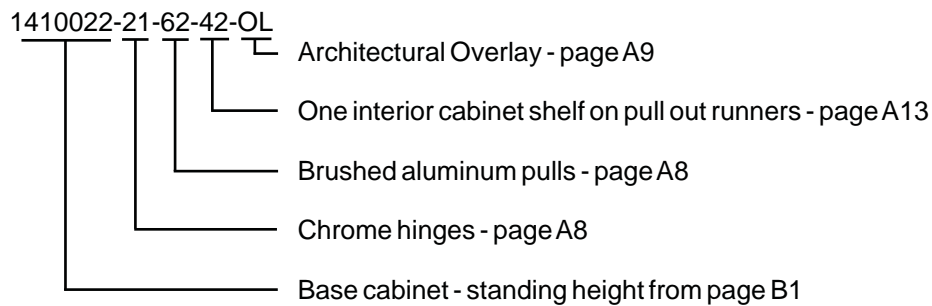 1410022-21-62-42-OL
Architectural Overlay - page A9
One interior cabinet shelf on pull out runners - page A13
Brushed aluminum pulls - page A8
Chrome hinges - page A8
Base cabinet - standing height from page B1